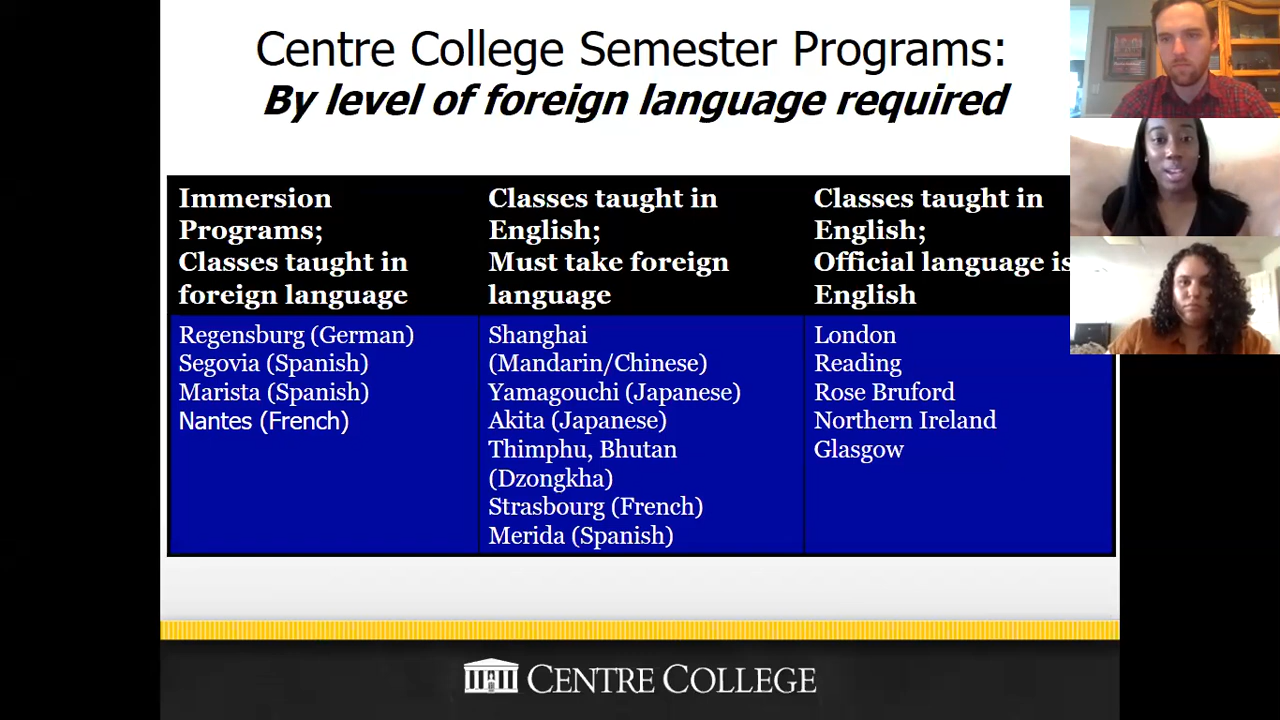 Centre College Semester Programs:
By level of foreign language required
Immersion
Programs;
Classes taught in
foreign language
Classes taught in
English;
Must take foreign
language
Classes taught in
English;
Official language is
English
Regensburg (German)
Segovia (Spanish)
Marista (Spanish)
Nantes (French)
Shanghai
(Mandarin/Chinese)
Yamagouchi (Japanese)
Akita (Japanese)
Thimphu, Bhutan
(Dzongkha)
Strasbourg (French)
Merida (Spanish)
London
Reading
Rose Bruford
Northern Ireland
Glasgow
CENTRE COLLEGE